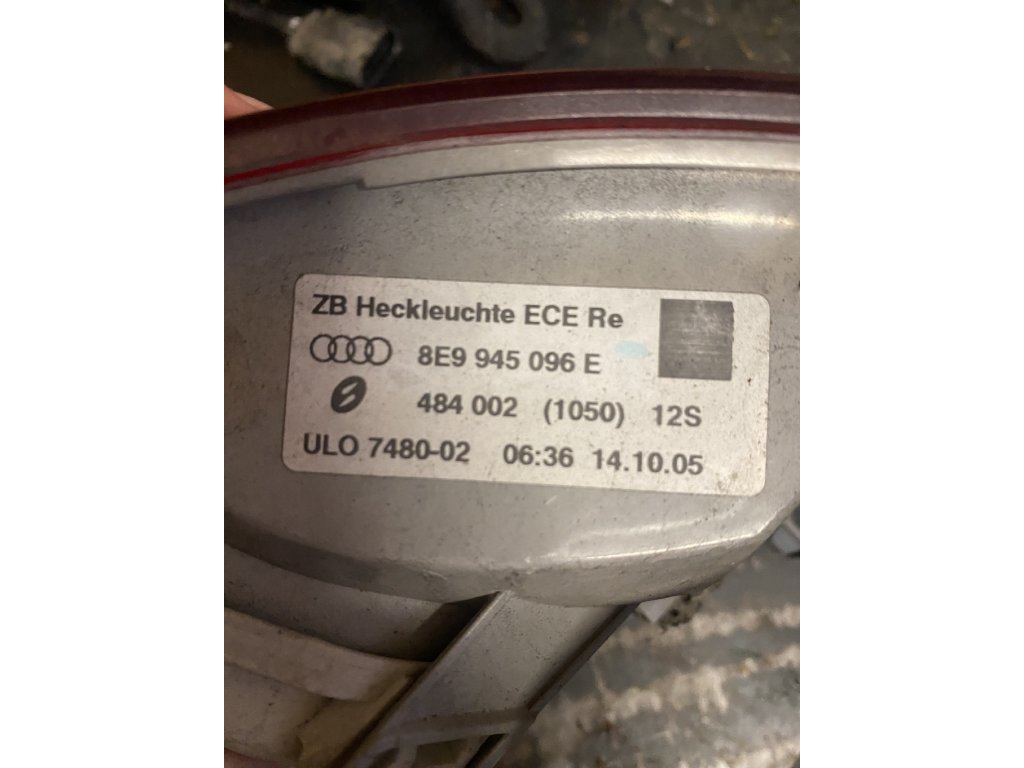 ZB Heckleuchte ECE Re
8E9 945 096 E
484 002 (1050) 12S
ULO 7480-02 06:36 14.10.05